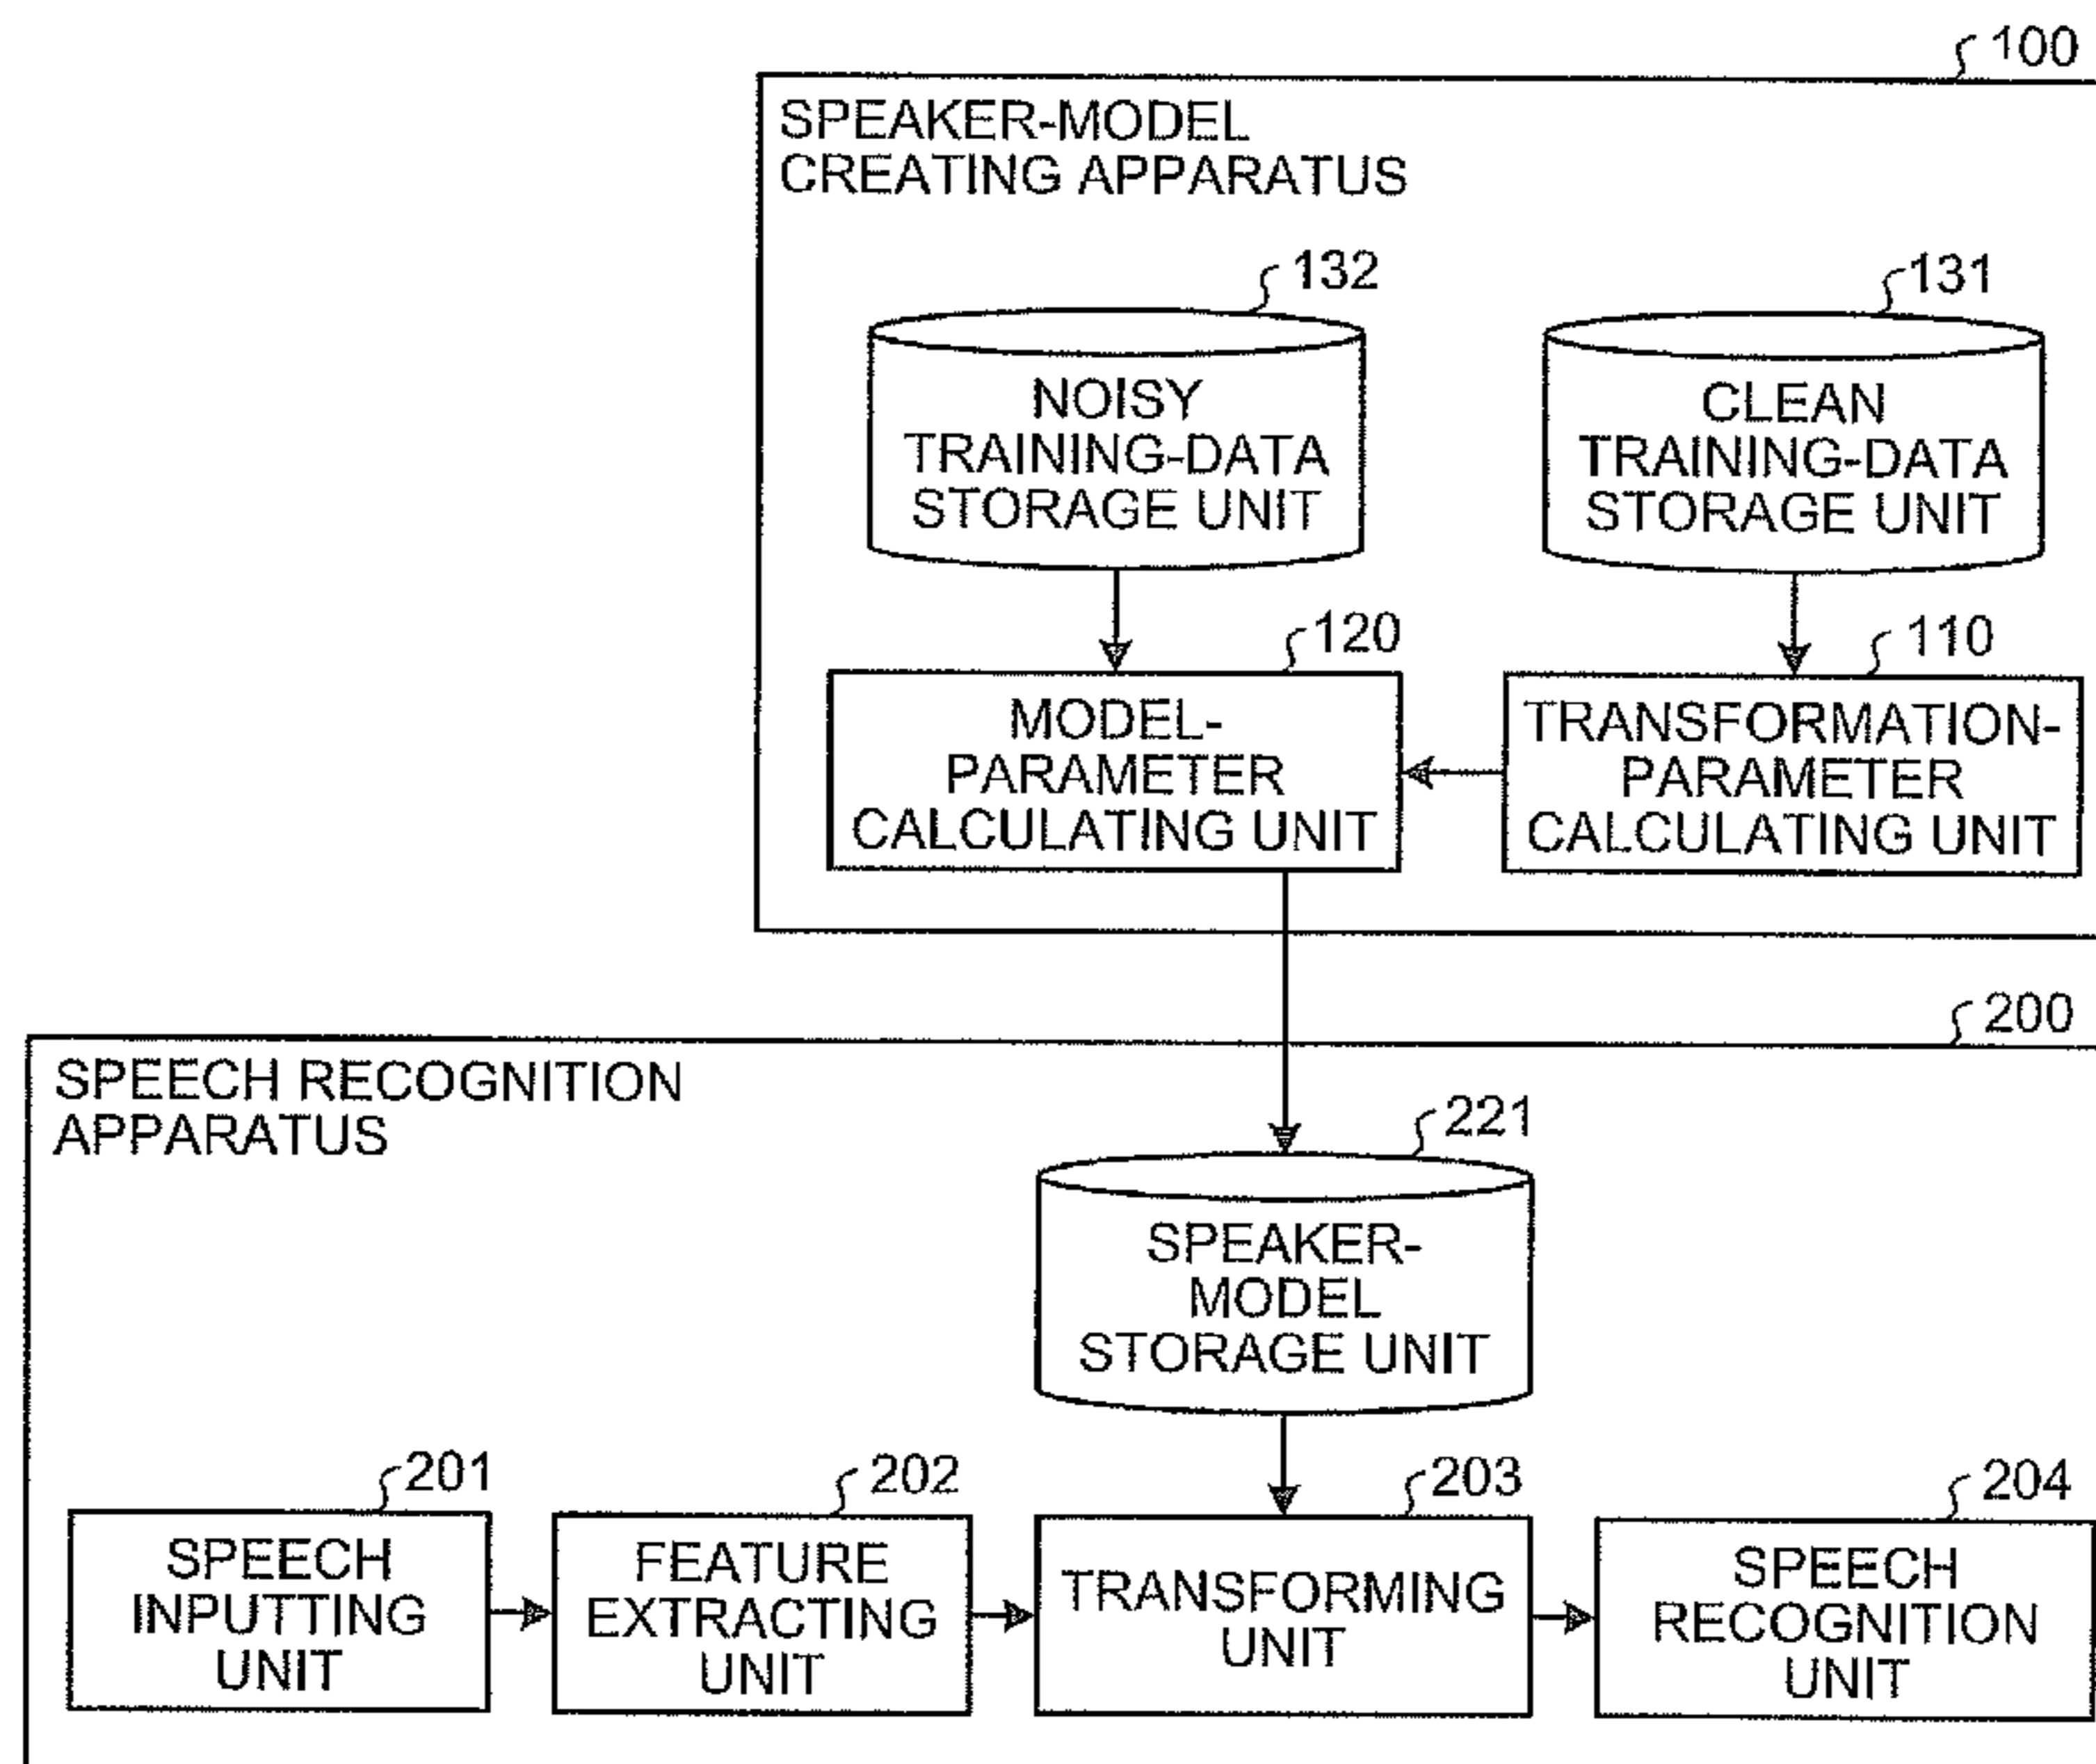 100
SPEAKER-MODEL
CREATING APPARATUS
132
131
NOISY
TRAINING-DATA
STORAGE UNIT
CLEAN
TRAINING-DATA
STORAGE UNIT
120
110
MODEL-
PARAMETER
CALCULATING UNIT
TRANSFORMATION-
PARAMETER
CALCULATING UNIT
200
SPEECH RECOGNITION
APPARATUS
221
SPEAKER-
MODEL
STORAGE UNIT
201
202
203
204
SPEECH
INPUTTING
UNIT
FEATURE
EXTRACTING
UNIT
TRANSFORMING
UNIT
SPEECH
RECOGNITION
UNIT